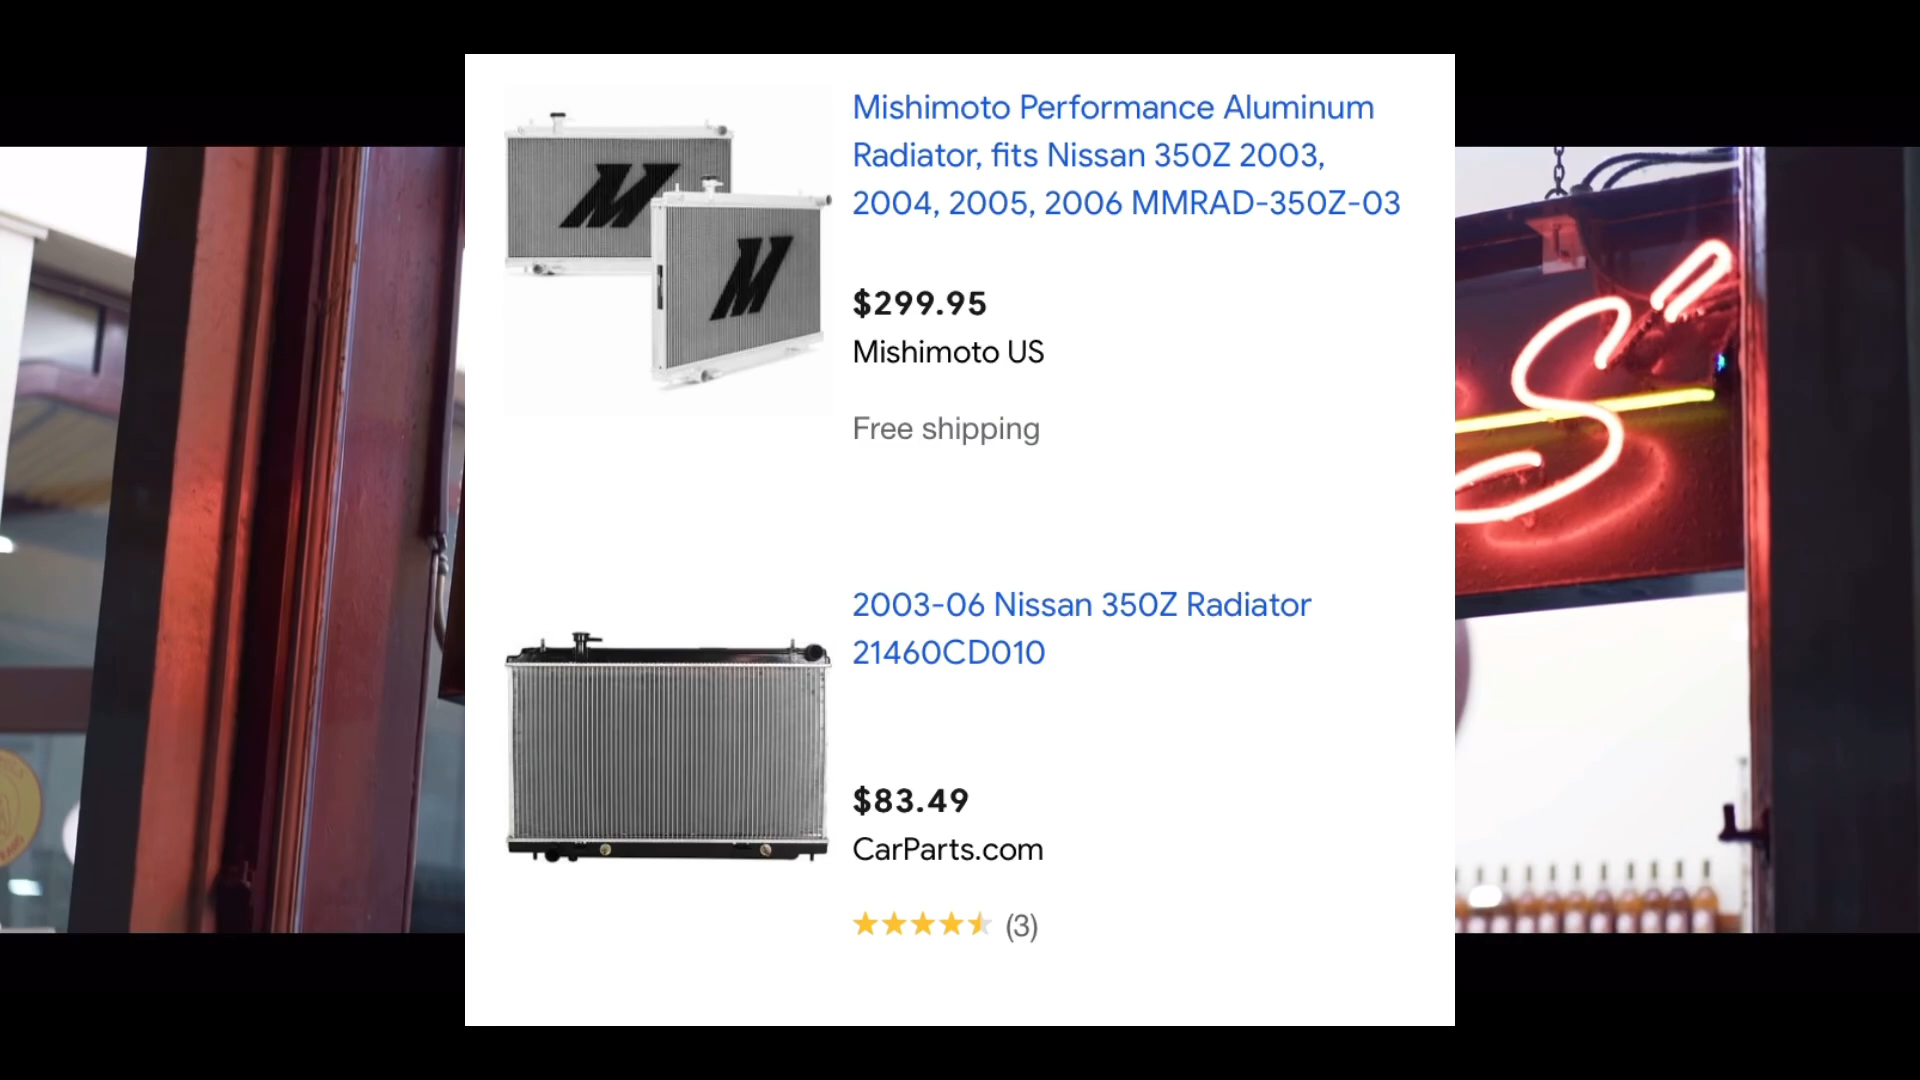 Mishimoto Performance Aluminum
Radiator, fits Nissan 350Z 2003,
2004, 2005, 2006 MMRAD-350Z-03
$299.95
Mishimoto US
Free shipping
2003-06 Nissan 350Z Radiator
21460CD010
$83.49
CarParts.com
(3)
S"